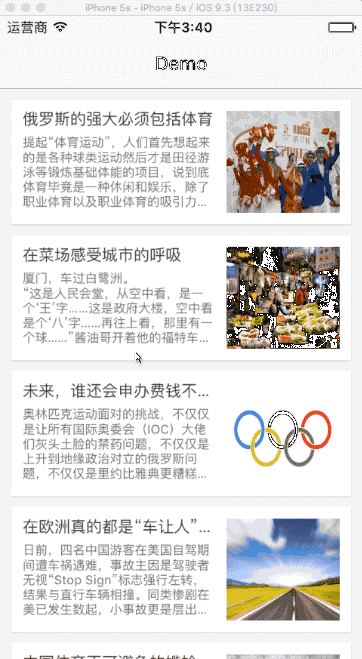 iPhone 5s - iPhone 5s / iOS 9.3 (13E230)
运营商 下午3:40
Demo
俄罗斯的强大必须包括体育
提起“体育运动”，人们首先想起来
的是各种球类运动然后才是田径游
泳等锻炼基础体能的项目，说到底
体育毕竟是一种休闲和娱乐，除了
职业体育以及职业体育的吸引力...
在菜场感受城市的呼吸
厦门，车过白鹭洲。
“这是人民会堂，从空中看，是一
个‘王’字……这是政府大楼，空中看
是个‘八’字……再往上看，那里有一
个球……”酱油哥开着他的福特车...
未来，谁还会申办费钱不...
奥林匹克运动面对的挑战，不仅仅
是让所有国际奥委会（IOC）大佬
们灰头土脸的禁药问题，不仅仅是
上升到地缘政治对立的俄罗斯问
题，不仅仅是里约比雅典更糟糕...
在欧洲真的都是“车让人”...
日前，四名中国游客在美国自驾期
间遭车祸遇难，事故主因是驾驶者
无视“Stop Sign”标志强行左转，
结果与直行车辆相撞。同类惨剧在
美已发生数起，小事故更是层出...
中国体育不可避免的尴尬